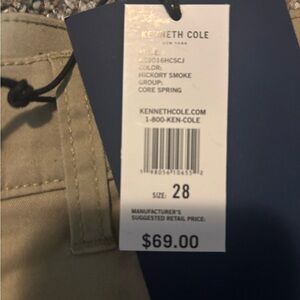 KENNETH COLE
NEW YORK
COLOR:
HICKORY SMOKE
GROUP:
CORE SPRING
KENNETHCOLE.COM
1-800-KEN-COLE
SIZE: 28
MANUFACTURER'S
SUGGESTED RETAIL PRICE:
$69.00